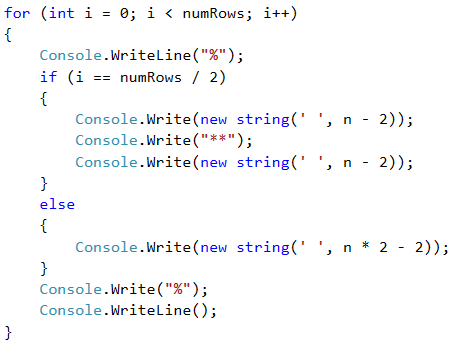 for (int i = 0; i < numRows; i++)
{
    Console.WriteLine("%");
    if (i == numRows / 2)
    {
        Console.Write(new string(' ', n - 2));
        Console.Write("**");
        Console.Write(new string(' ', n - 2));
    }
    else
    {
        Console.Write(new string(' ', n * 2 - 2));
    }
    Console.Write("%");
    Console.WriteLine();
}